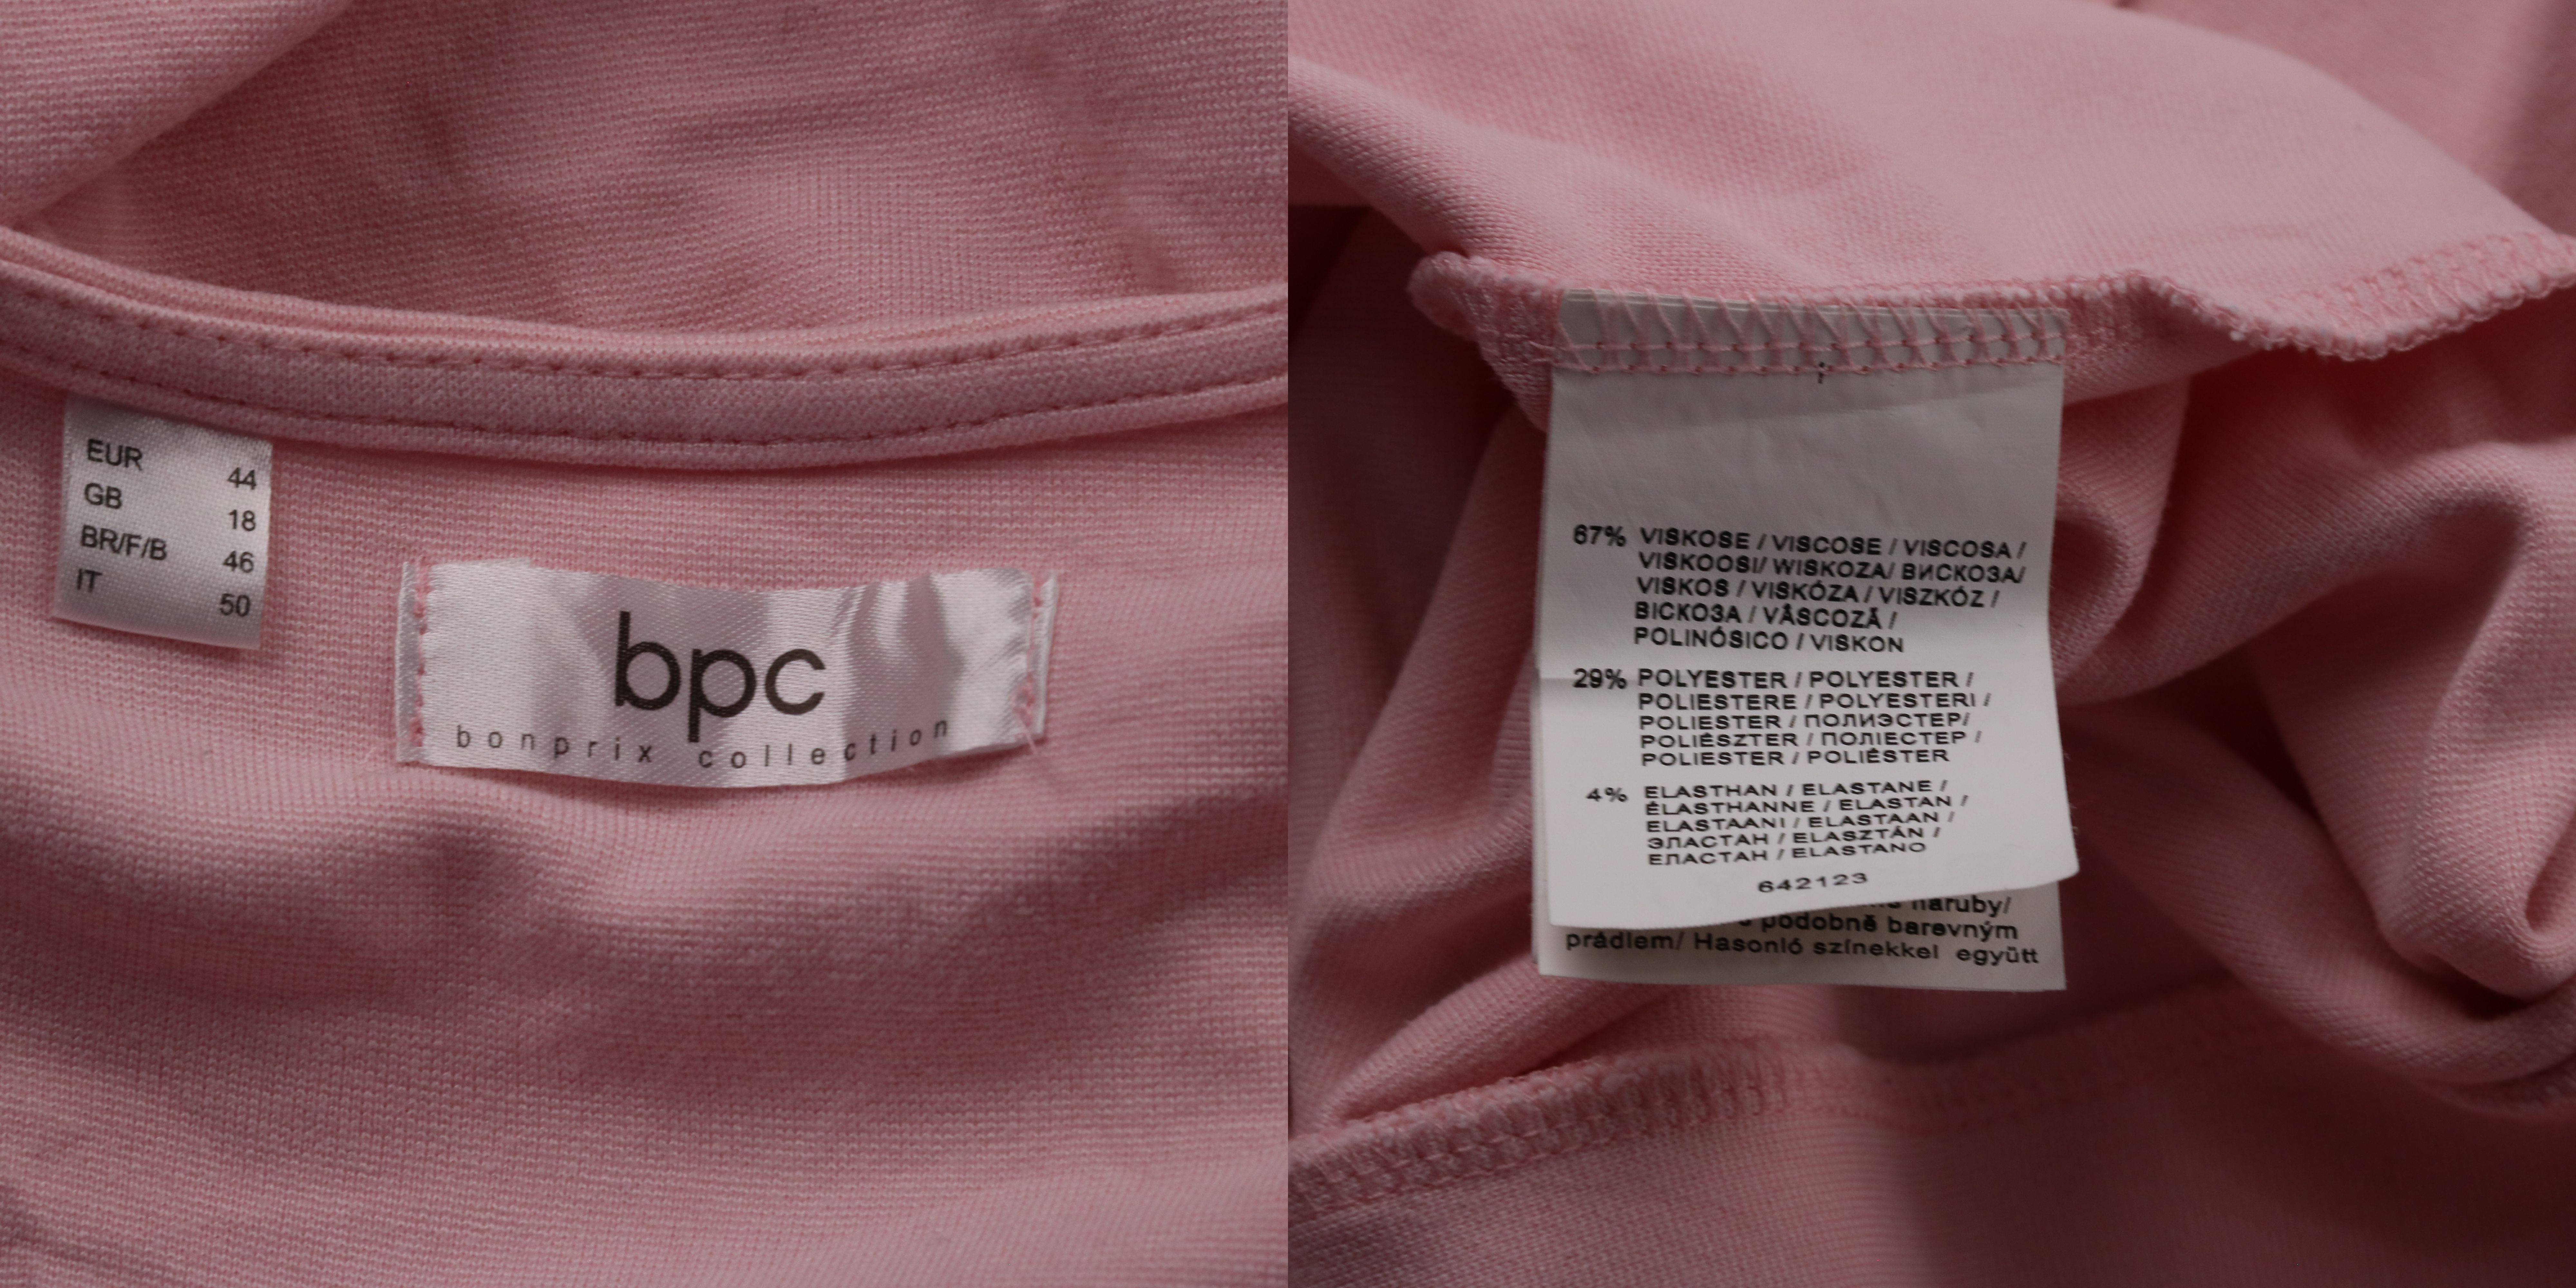 EUR 44
GB 18
BR/F/B 46
IT 50
bpc
bonprix collection
67% VISKOSE / VISCOSE / VISCOSA /
VISKOOSI/ WISKOZA/ ВИСКОЗА/
VISKOS / VISKÓZA / VISZKÓZ /
ВІСКОЗА / VÂSCOZĂ /
POLINÓSICO / VISKON
29% POLYESTER / POLYESTER /
POLIESTERE / POLYESTERI /
POLIESTER / ПОЛИЭСТЕР/
POLIÉSZTER / ПОЛІЕСТЕР /
POLIESTER / POLIÉSTER
4% ELASTHAN / ELASTANE /
ÉLASTHANNE / ELASTAN /
ELASTAANI / ELASTAAN /
ЭЛАСТАН / ELASZTÁN /
ЕЛАСТАН / ELASTANO
642123
naruby/
podobně barevným
prádlem/ Hasonló színekkel együtt